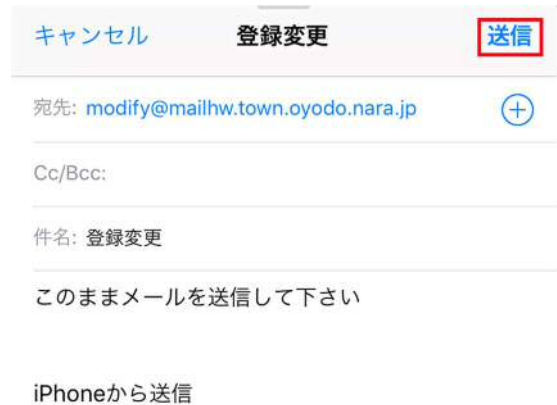 キャンセル 登録変更 送信
宛先: modify@mailhw.town.oyodo.nara.jp
Cc/Bcc:
件名: 登録変更
このままメールを送信して下さい
iPhoneから送信